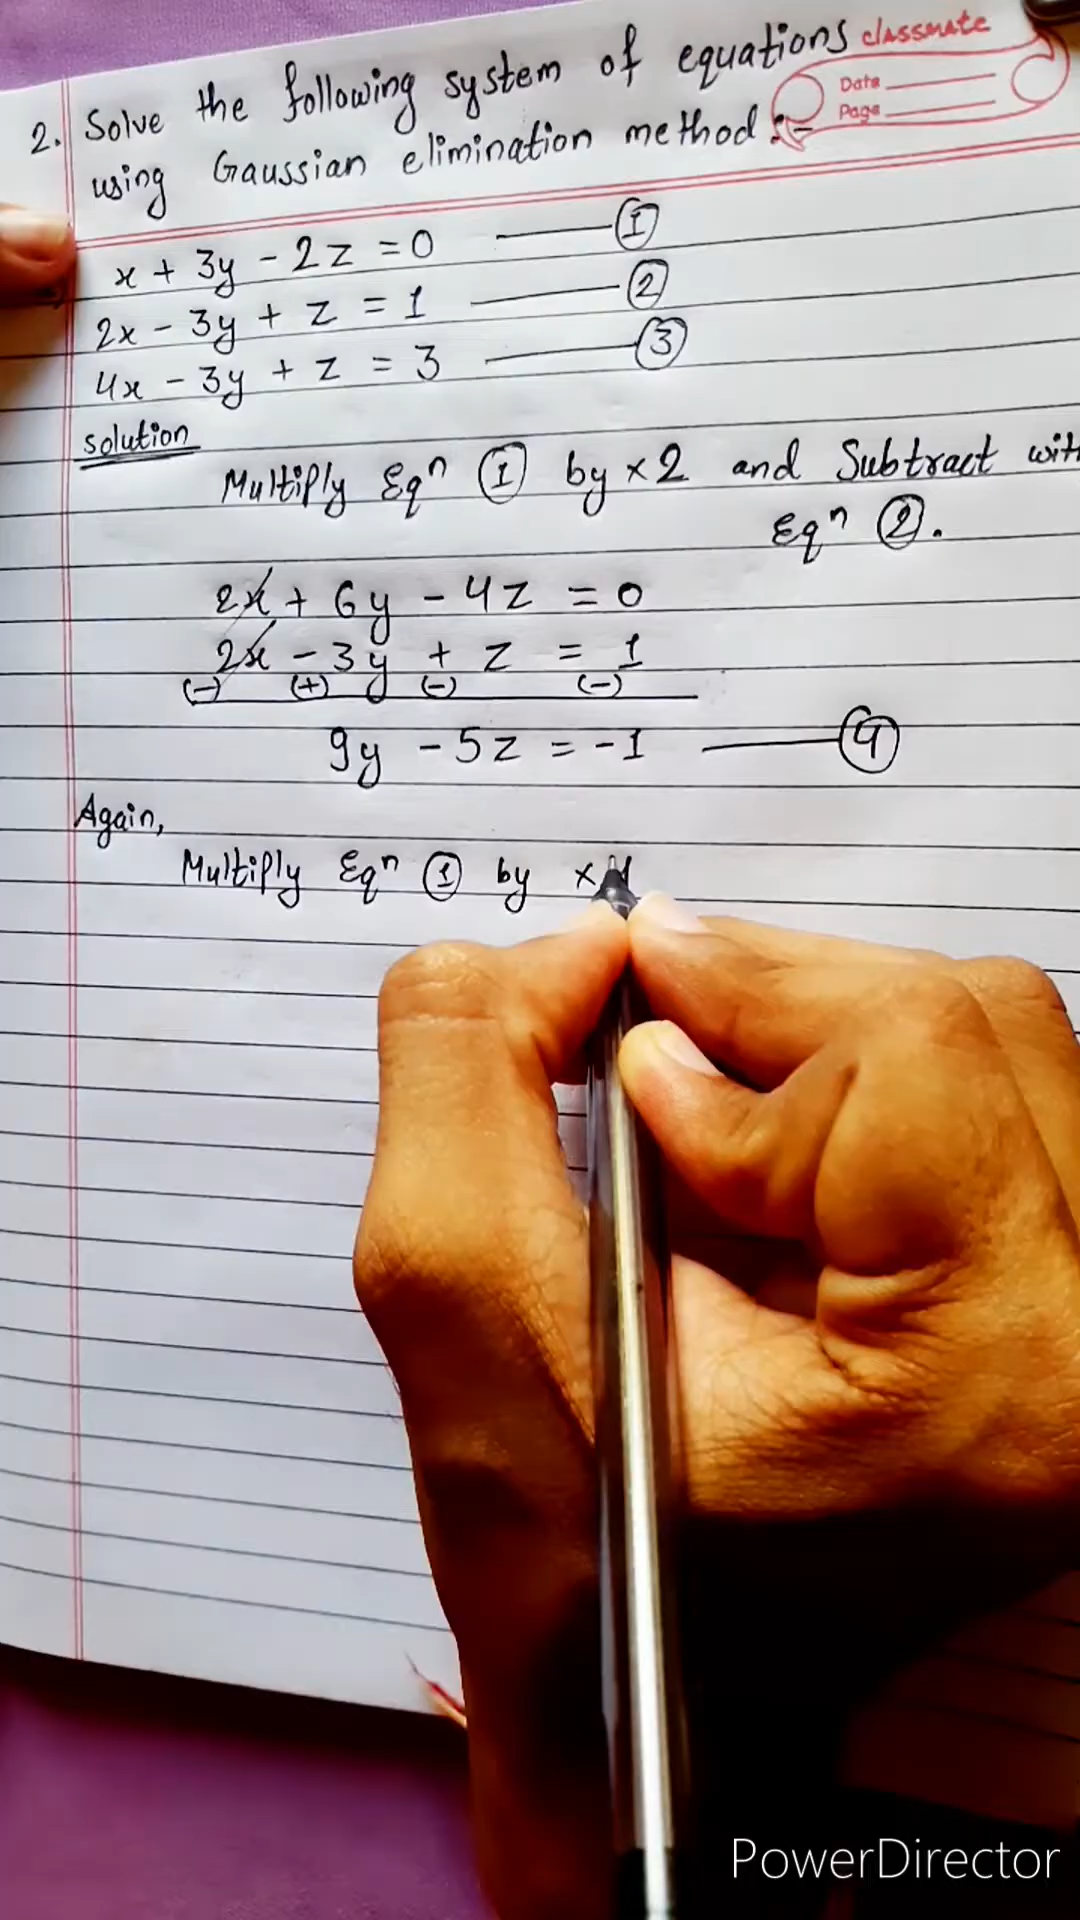 classmate
Date
Page
2. Solve the following system of equations
using Gaussian elimination method :-
x + 3y - 2z = 0 ——— ①
2x - 3y + z = 1 ——— ②
4x - 3y + z = 3 ——— ③
solution
Multiply Eqⁿ ① by ×2 and Subtract with
Eqⁿ ②.
2x + 6y - 4z = 0
2x - 3y + z = 1
(-) (+) (-) (-)
9y - 5z = -1 ——— ④
Again,
Multiply Eqⁿ ① by ×4
PowerDirector